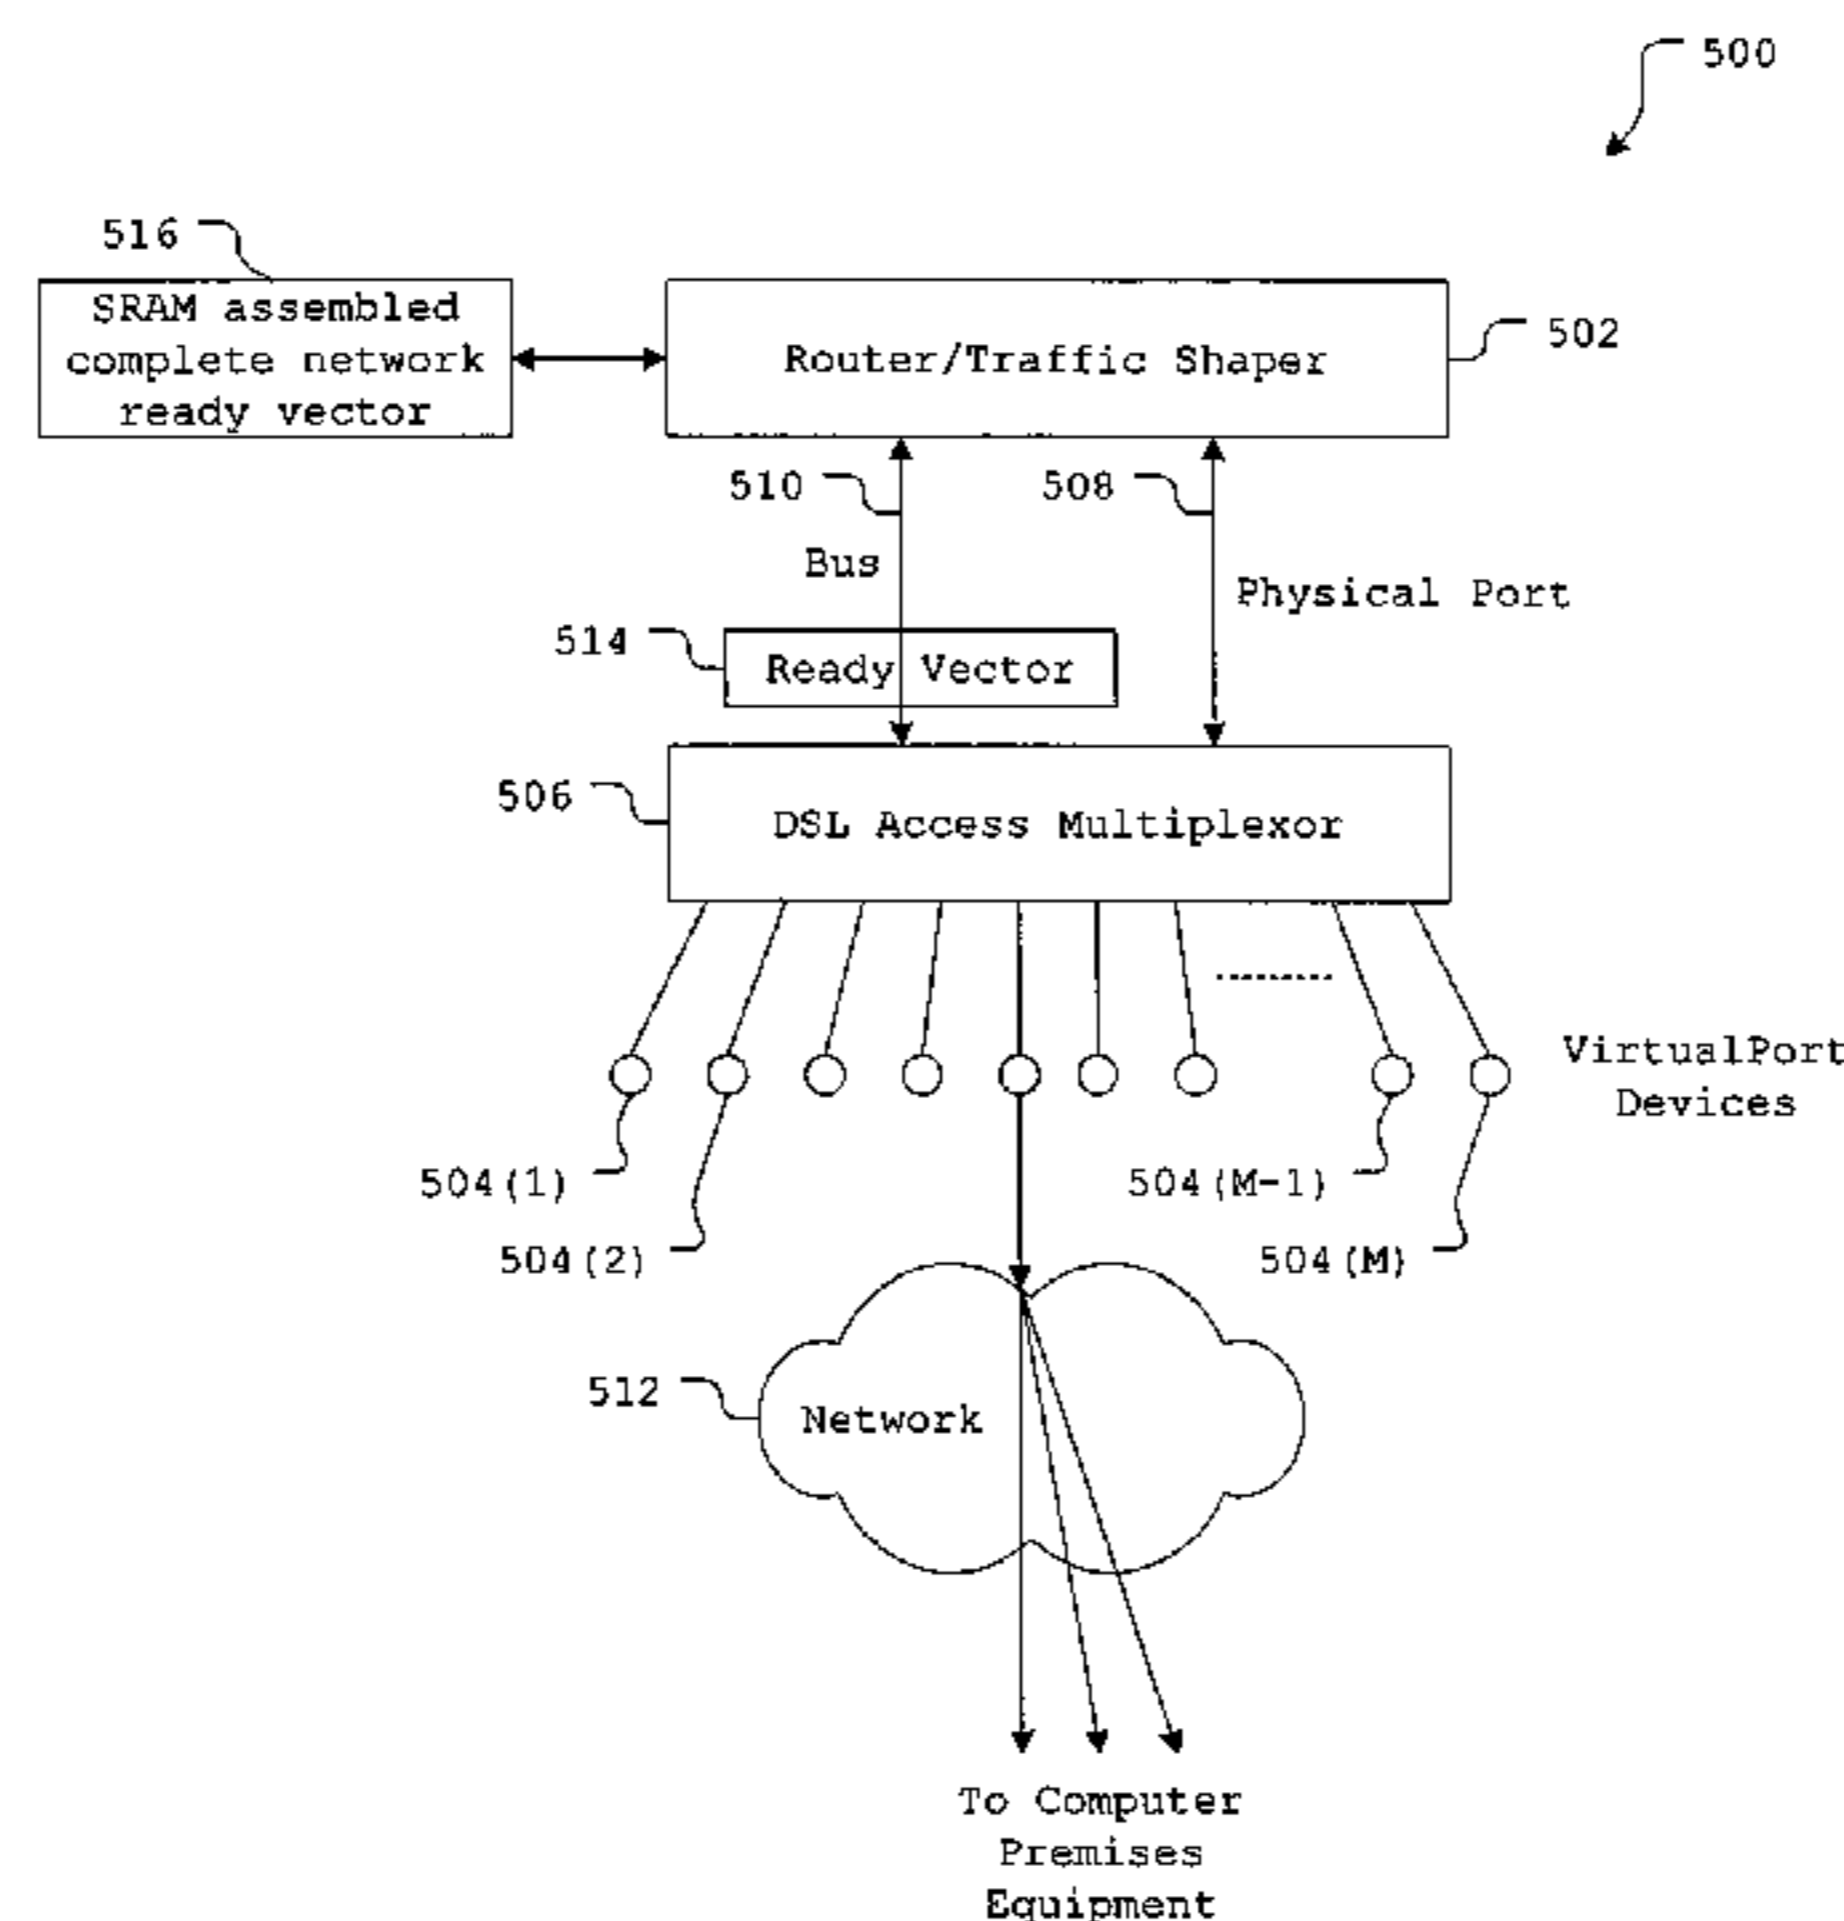 500
516
SRAM assembled
complete network
ready vector
Router/Traffic Shaper
502
510
508
Bus
Physical Port
514
Ready Vector
506
DSL Access Multiplexor
VirtualPort
Devices
504(1)
504(M-1)
504(2)
504(M)
512
Network
To Computer
Premises
Equipment